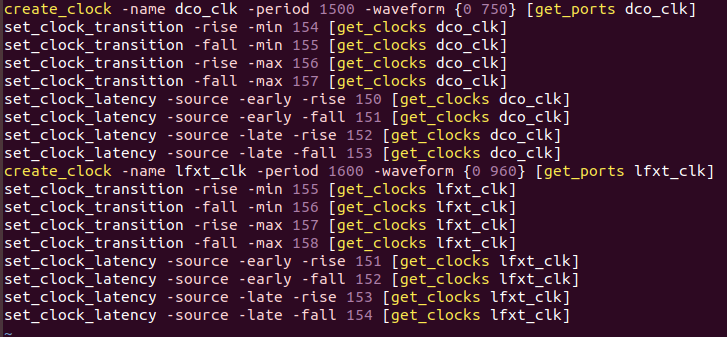 create_clock -name dco_clk -period 1500 -waveform {0 750} [get_ports dco_clk]
set_clock_transition -rise -min 154 [get_clocks dco_clk]
set_clock_transition -fall -min 155 [get_clocks dco_clk]
set_clock_transition -rise -max 156 [get_clocks dco_clk]
set_clock_transition -fall -max 157 [get_clocks dco_clk]
set_clock_latency -source -early -rise 150 [get_clocks dco_clk]
set_clock_latency -source -early -fall 151 [get_clocks dco_clk]
set_clock_latency -source -late -rise 152 [get_clocks dco_clk]
set_clock_latency -source -late -fall 153 [get_clocks dco_clk]
create_clock -name lfxt_clk -period 1600 -waveform {0 960} [get_ports lfxt_clk]
set_clock_transition -rise -min 155 [get_clocks lfxt_clk]
set_clock_transition -fall -min 156 [get_clocks lfxt_clk]
set_clock_transition -rise -max 157 [get_clocks lfxt_clk]
set_clock_transition -fall -max 158 [get_clocks lfxt_clk]
set_clock_latency -source -early -rise 151 [get_clocks lfxt_clk]
set_clock_latency -source -early -fall 152 [get_clocks lfxt_clk]
set_clock_latency -source -late -rise 153 [get_clocks lfxt_clk]
set_clock_latency -source -late -fall 154 [get_clocks lfxt_clk]
~